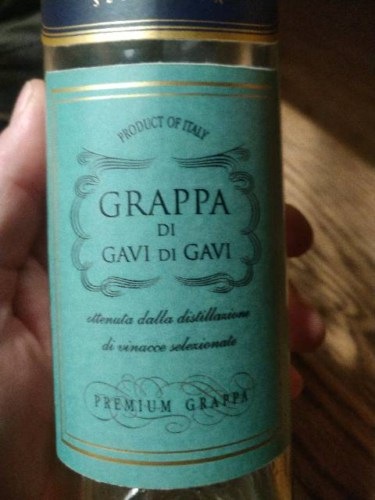 PRODUCT OF ITALY
GRAPPA
DI
GAVI DI GAVI
ottenuta dalla distillazione
di vinacce selezionate
PREMIUM GRAPPA